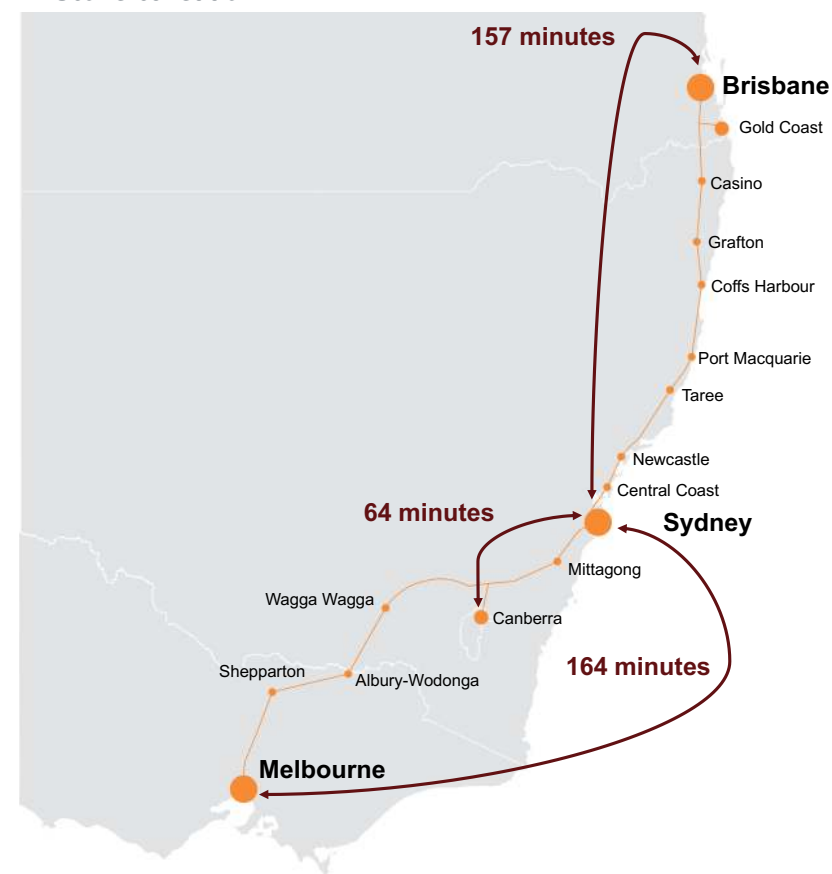 157 minutes
Brisbane
Gold Coast
Casino
Grafton
Coffs Harbour
Port Macquarie
Taree
Newcastle
Central Coast
64 minutes
Sydney
Mittagong
Wagga Wagga
Canberra
164 minutes
Shepparton
Albury-Wodonga
Melbourne